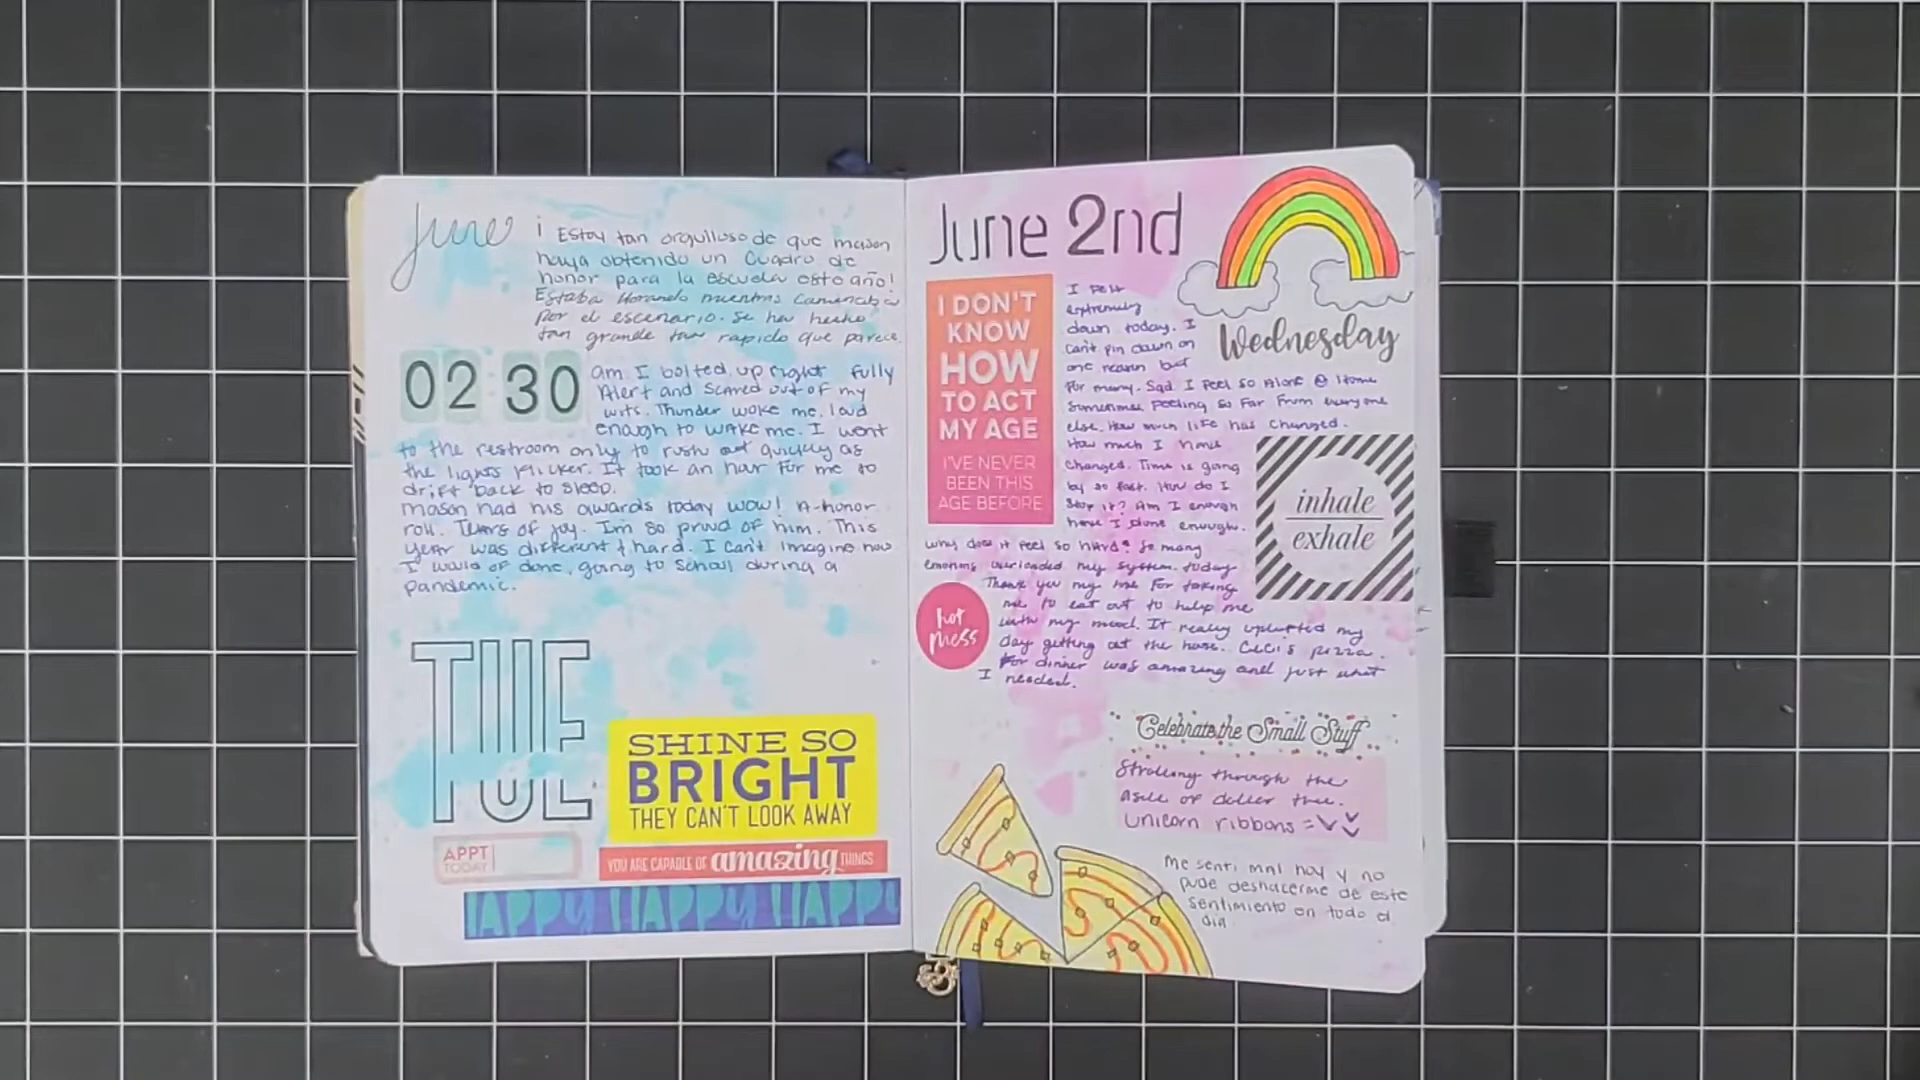 June
¡ Estoy tan orgulloso de que mason
haya obtenido un Cuadro de
honor para la escuela este año!
Estaba llorando mientras caminaba
por el escenario. Se ha hecho
tan grande tan rapido que parece.
02:30
am I bolted up right fully
Alert and scared out of my
wits. Thunder woke me. loud
enough to WAKE me. I went
to the restroom only to rush out quickly as
the lights flicker. It took an har for me to
drift back to sleep.
mason had his awards today wow! A-honor
roll. Tears of joy. I'm so proud of him. This
year was different & hard. I can't imagine how
I would of done, going to school during a
pandemic.
TUE
SHINE SO
BRIGHT
THEY CAN'T LOOK AWAY
APPT
TODAY
YOU ARE CAPABLE OF amazing THINGS
HAPPY HAPPY HAPPY
June 2nd
Wednesday
I DON'T
KNOW
HOW
TO ACT
MY AGE
I'VE NEVER
BEEN THIS
AGE BEFORE
I felt
extremely
down today. I
can't pin down on
one reason but
for many. Sad. I feel so Alone @ Home
sometimes feeling so far from everyone
else. How much life has changed.
How much I have
changed. Time is going
by so fast. How do I
stop it? Am I enough
have I done enough.
why does it feel so hard? So many
emotions overloaded my system today
Thank you my for taking
me to eat out to help me
with my mood. It really uplifted my
day getting out the house.. CiCi's pizza
for dinner was amazing and just what
I needed.
inhale
exhale
hot
mess
Celebrate the Small Stuff
Strolling through the
asile of doller tree.
unicorn ribbons =
Me senti mal hoy y no
pude deshacerme de este
sentimiento en todo el
dia